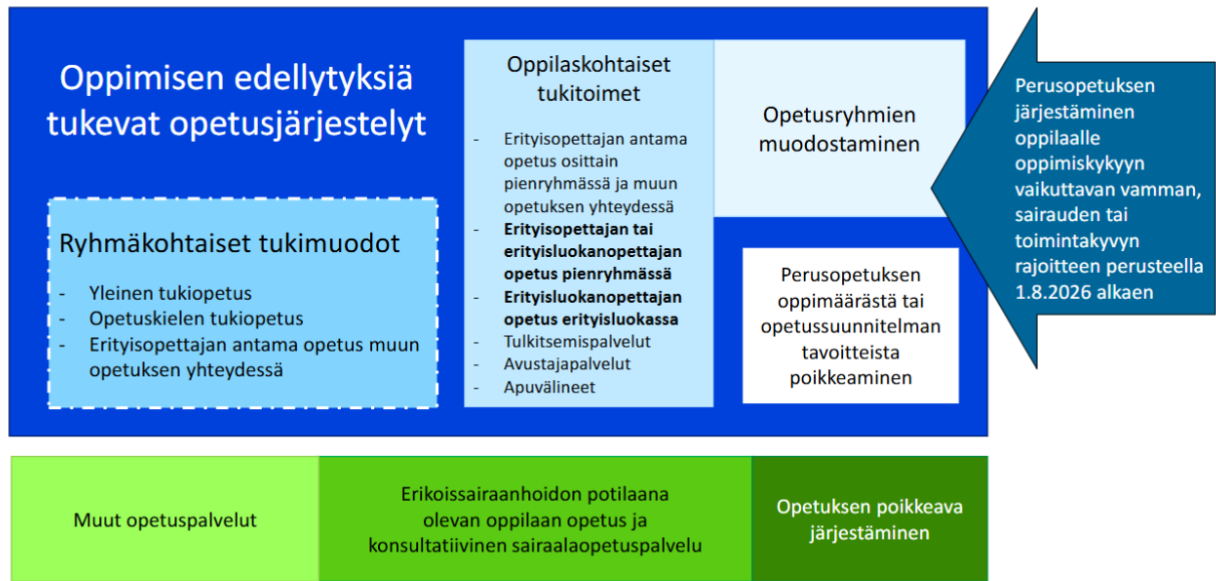 Oppimisen edellytyksiä
tukevat opetusjärjestelyt
Ryhmäkohtaiset tukimuodot
- Yleinen tukiopetus
- Opetuskielen tukiopetus
- Erityisopettajan antama opetus muun
opetuksen yhteydessä
Oppilaskohtaiset
tukitoimet
- Erityisopettajan antama
opetus osittain
pienryhmässä ja muun
opetuksen yhteydessä
- Erityisopettajan tai
erityisluokanopettajan
opetus pienryhmässä
- Erityisluokanopettajan
opetus erityisluokassa
- Tulkitsemispalvelut
- Avustajapalvelut
- Apuvälineet
Opetusryhmien
muodostaminen
Perusopetuksen
oppimäärästä tai
opetussuunnitelman
tavoitteista
poikkeaminen
Perusopetuksen
järjestäminen
oppilaalle
oppimiskykyyn
vaikuttavan vamman,
sairauden tai
toimintakyvyn
rajoitteen perusteella
1.8.2026 alkaen
Muut opetuspalvelut
Erikoissairaanhoidon potilaana
olevan oppilaan opetus ja
konsultatiivinen sairaalaopetuspalvelu
Opetuksen poikkeava
järjestäminen